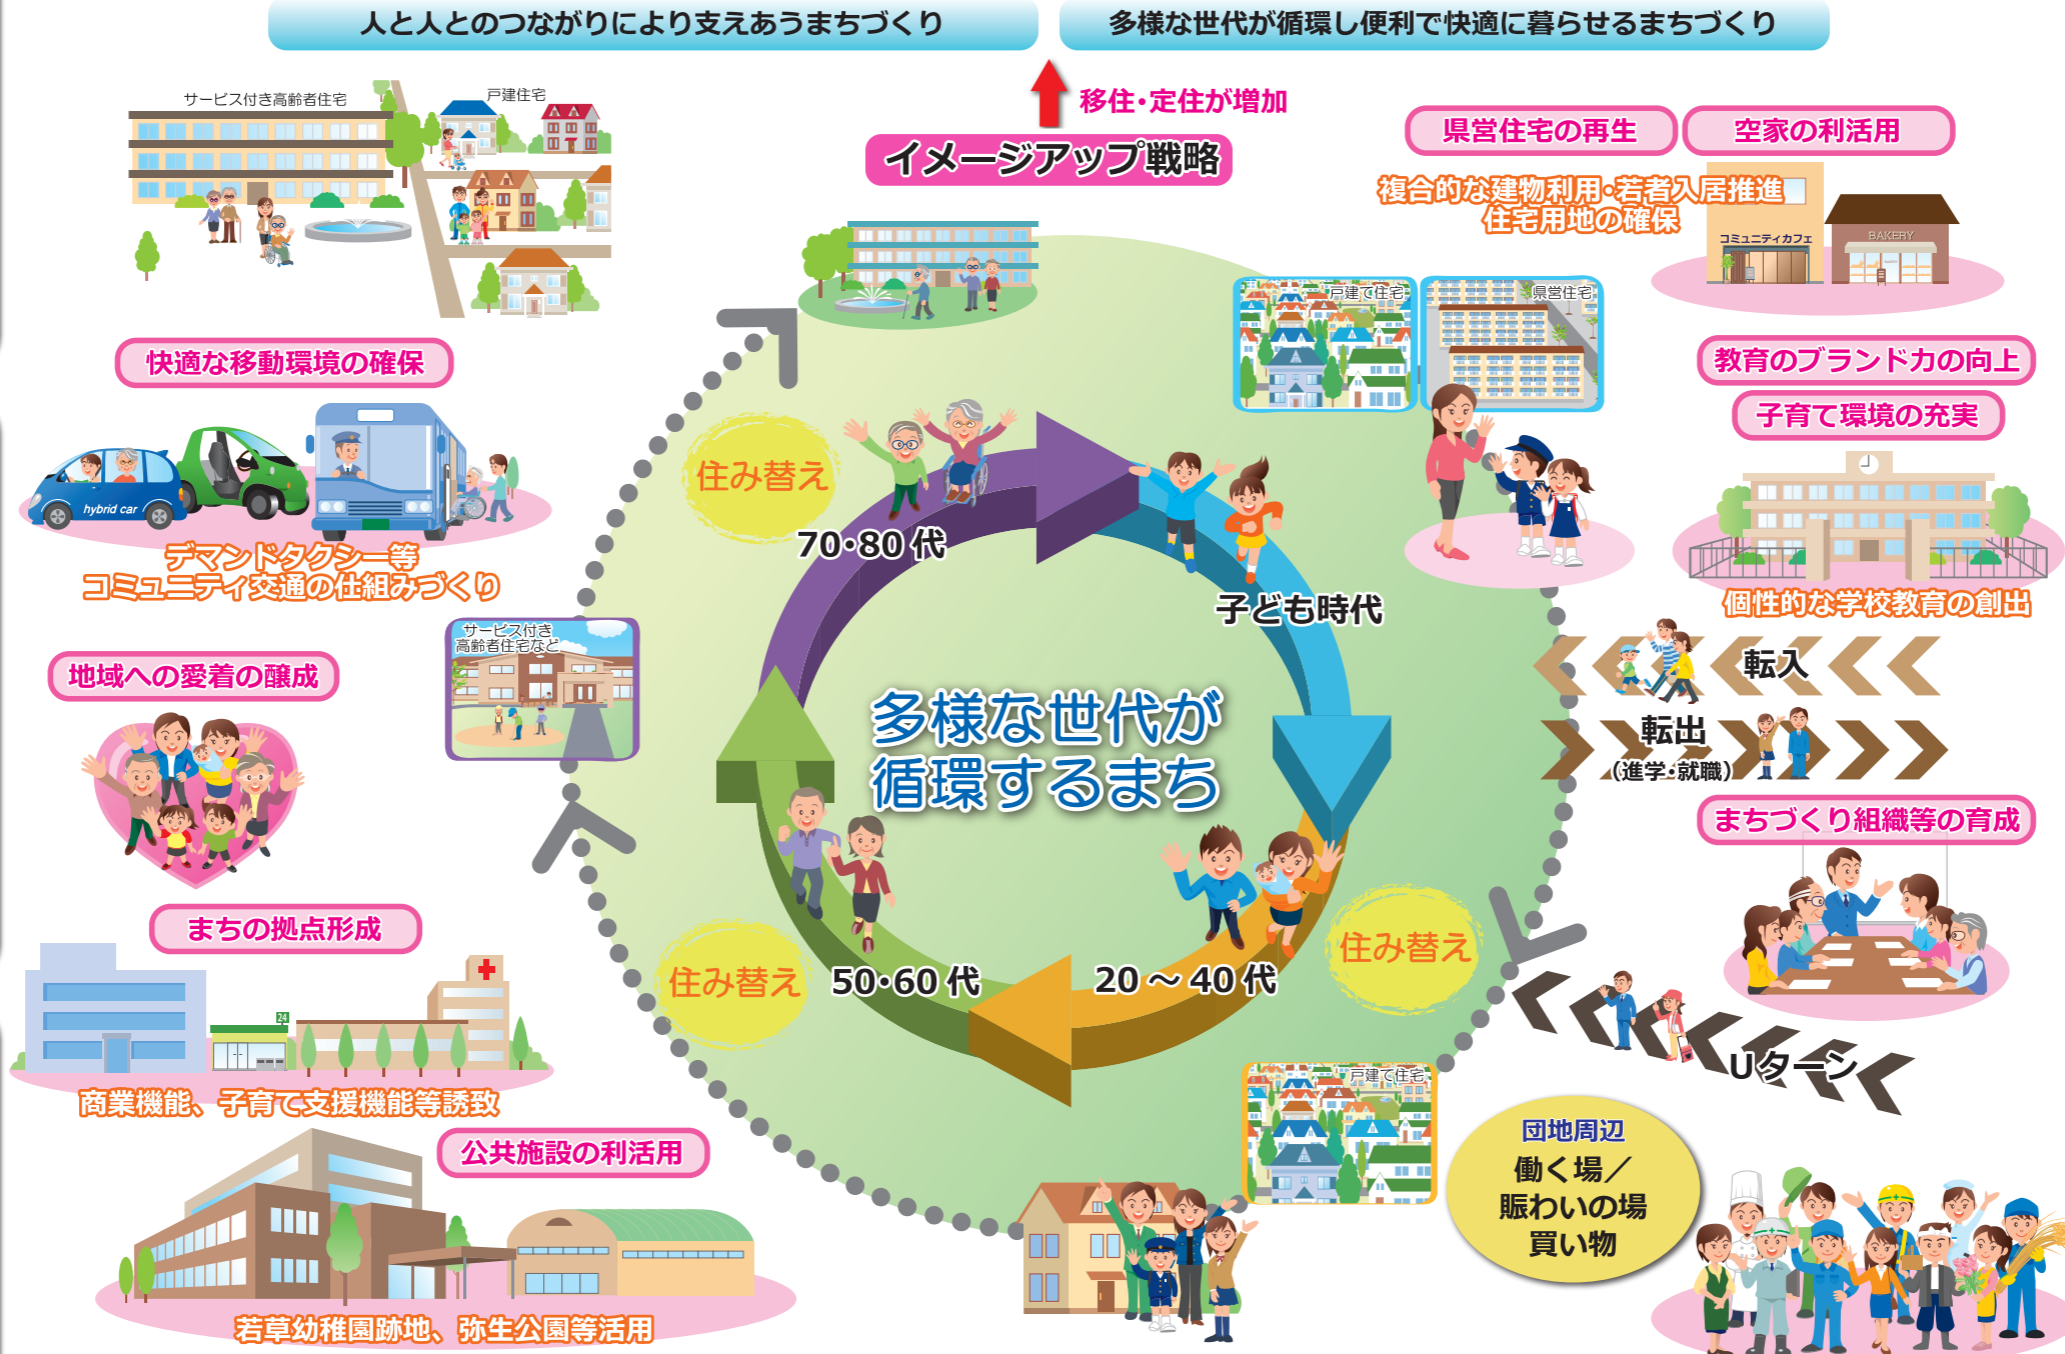 人と人とのつながりにより支えあうまちづくり
多様な世代が循環し便利で快適に暮らせるまちづくり
移住・定住が増加
イメージアップ戦略
サービス付き高齢者住宅
戸建住宅
県営住宅の再生
空家の利活用
複合的な建物利用・若者入居推進
住宅用地の確保
コミュニティカフェ
BAKERY
戸建て住宅
県営住宅
快適な移動環境の確保
hybrid car
デマンドタクシー等
コミュニティ交通の仕組みづくり
教育のブランド力の向上
子育て環境の充実
個性的な学校教育の創出
住み替え
70・80代
子ども時代
サービス付き
高齢者住宅など
転入
転出
（進学・就職）
地域への愛着の醸成
多様な世代が
循環するまち
まちづくり組織等の育成
まちの拠点形成
24
商業機能、子育て支援機能等誘致
住み替え
50・60代
20～40代
住み替え
Uターン
戸建て住宅
団地周辺
働く場／
賑わいの場
買い物
公共施設の利活用
若草幼稚園跡地、弥生公園等活用